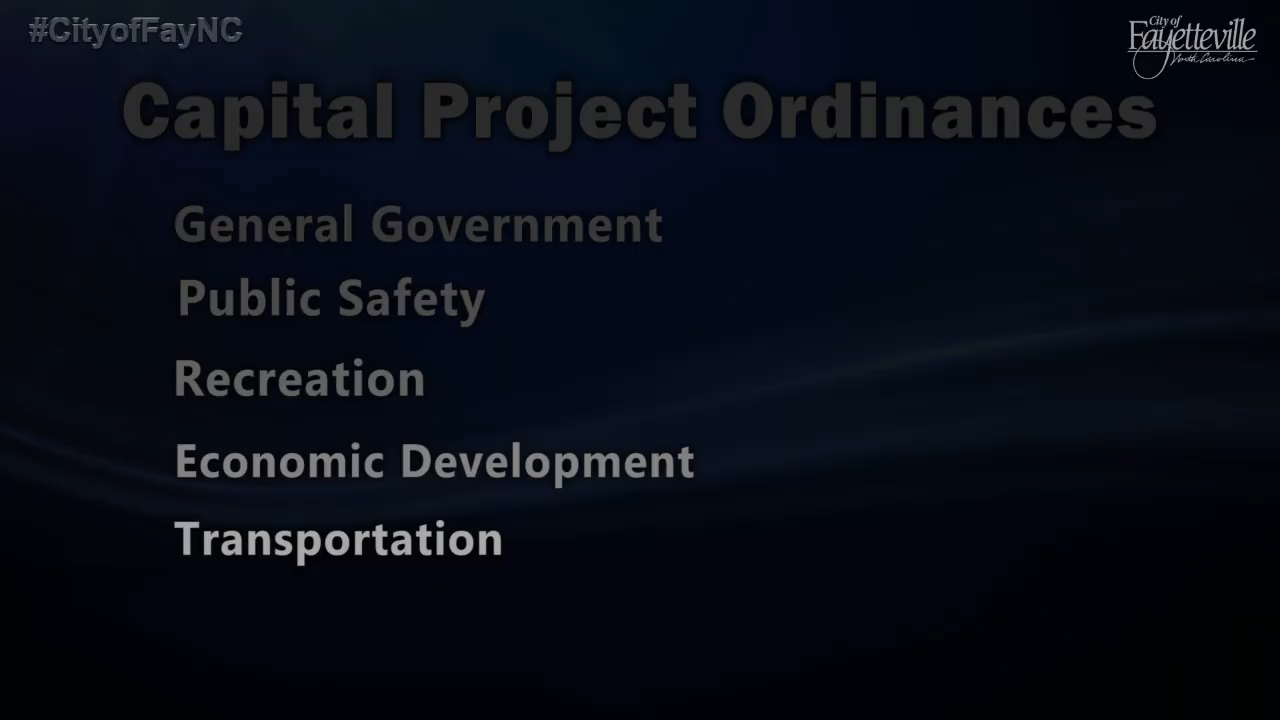 #CityofFayNC
City of
Fayetteville
North Carolina
Capital Project Ordinances
General Government
Public Safety
Recreation
Economic Development
Transportation